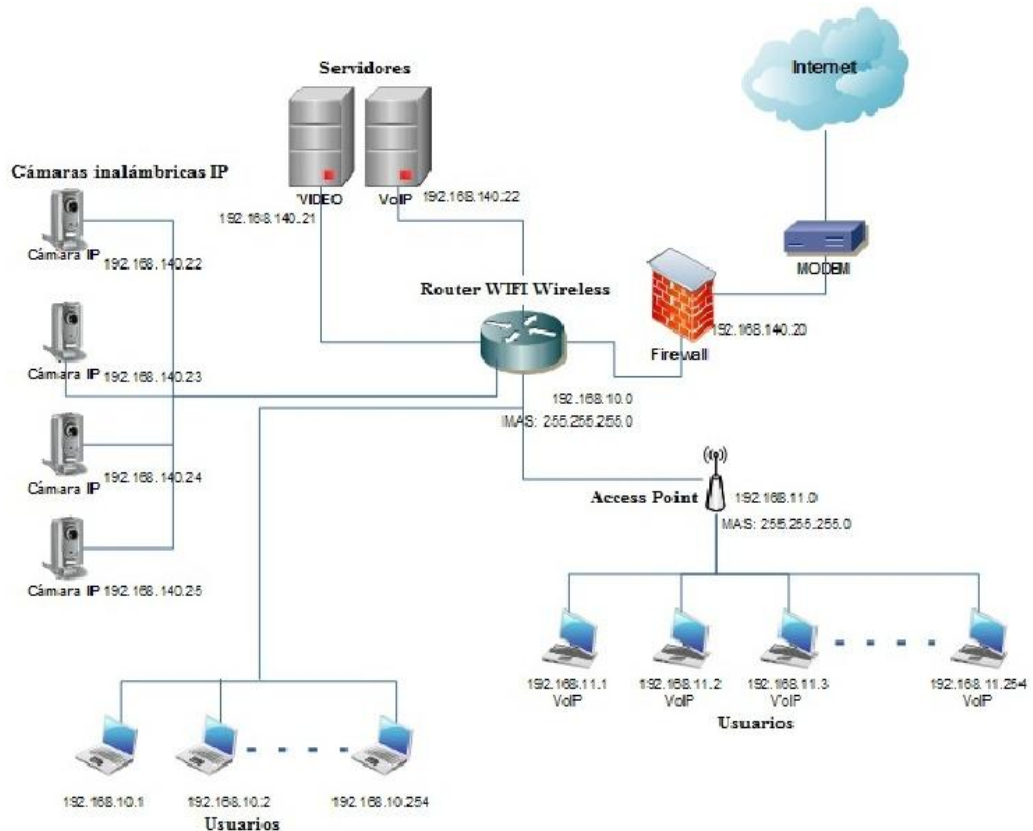 Internet
Servidores
Cámaras inalámbricas IP
VIDEO
VoIP
192.168.140.22
192.168.140.21
Cámara IP
192.168.140.22
MODEM
Router WIFI Wireless
192.168.140.20
Firewall
Cámara IP
192.168.140.23
192.168.10.0
MAS: 255.255.255.0
Cámara IP
192.168.140.24
Access Point
192.168.11.0
MAS: 255.255.255.0
Cámara IP
192.168.140.25
192.168.11.1
VoIP
192.168.11.2
VoIP
192.168.11.3
VoIP
192.168.11.254
VoIP
Usuarios
192.168.10.1
192.168.10.2
192.168.10.254
Usuarios